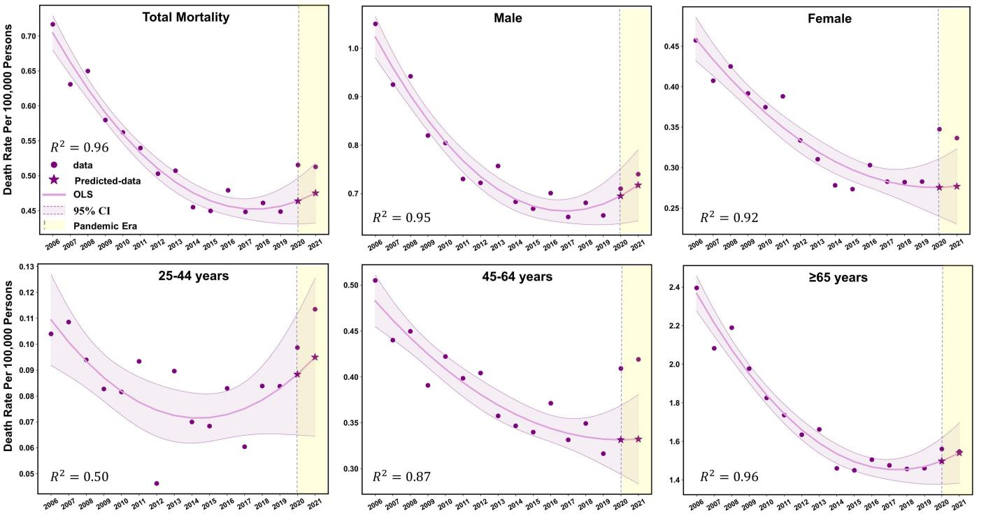 Total Mortality
Death Rate Per 100,000 Persons
0.70
0.65
0.60
0.55
0.50
0.45
R² = 0.96
data
Predicted-data
OLS
95% CI
Pandemic Era
2006 2007 2008 2009 2010 2011 2012 2013 2014 2015 2016 2017 2018 2019 2020 2021
Male
1.0
0.9
0.8
0.7
R² = 0.95
2006 2007 2008 2009 2010 2011 2012 2013 2014 2015 2016 2017 2018 2019 2020 2021
Female
0.45
0.40
0.35
0.30
0.25
R² = 0.92
2006 2007 2008 2009 2010 2011 2012 2013 2014 2015 2016 2017 2018 2019 2020 2021
25-44 years
Death Rate Per 100,000 Persons
0.13
0.12
0.11
0.10
0.09
0.08
0.07
0.06
0.05
R² = 0.50
2006 2007 2008 2009 2010 2011 2012 2013 2014 2015 2016 2017 2018 2019 2020 2021
45-64 years
0.50
0.45
0.40
0.35
0.30
R² = 0.87
2006 2007 2008 2009 2010 2011 2012 2013 2014 2015 2016 2017 2018 2019 2020 2021
≥65 years
2.4
2.2
2.0
1.8
1.6
1.4
R² = 0.96
2006 2007 2008 2009 2010 2011 2012 2013 2014 2015 2016 2017 2018 2019 2020 2021